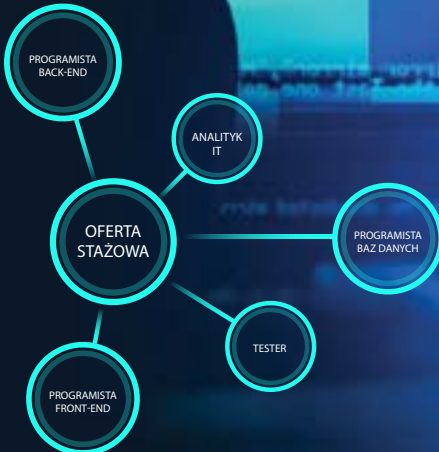 PROGRAMISTA
BACK-END
ANALITYK
IT
OFERTA
STAŻOWA
PROGRAMISTA
BAZ DANYCH
TESTER
PROGRAMISTA
FRONT-END